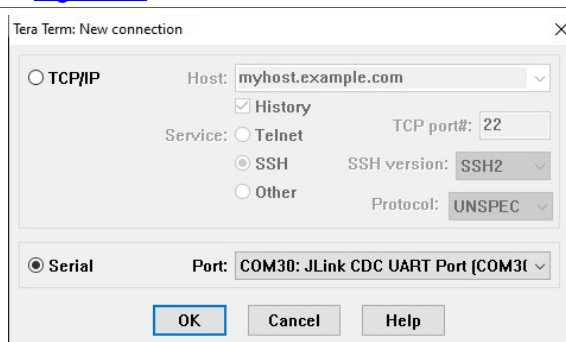 Tera Term: New connection
TCP/IP Host: myhost.example.com
History
Service: Telnet TCP port#: 22
SSH SSH version: SSH2
Other Protocol: UNSPEC
Serial Port: COM30: JLink CDC UART Port (COM3
OK Cancel Help